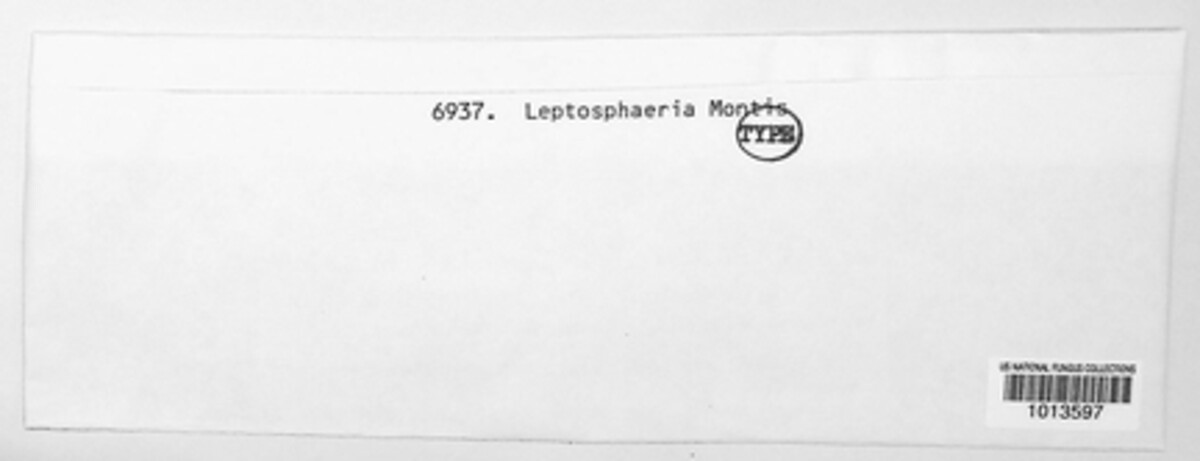 6937. Leptosphaeria Montis
TYPE
US NATIONAL FUNGUS COLLECTIONS
1013597